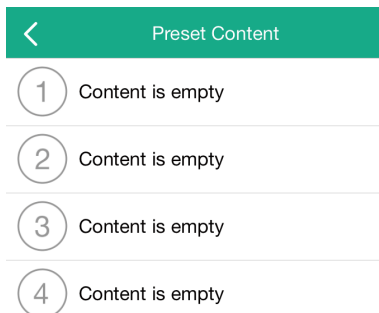 Preset Content
1 Content is empty
2 Content is empty
3 Content is empty
4 Content is empty